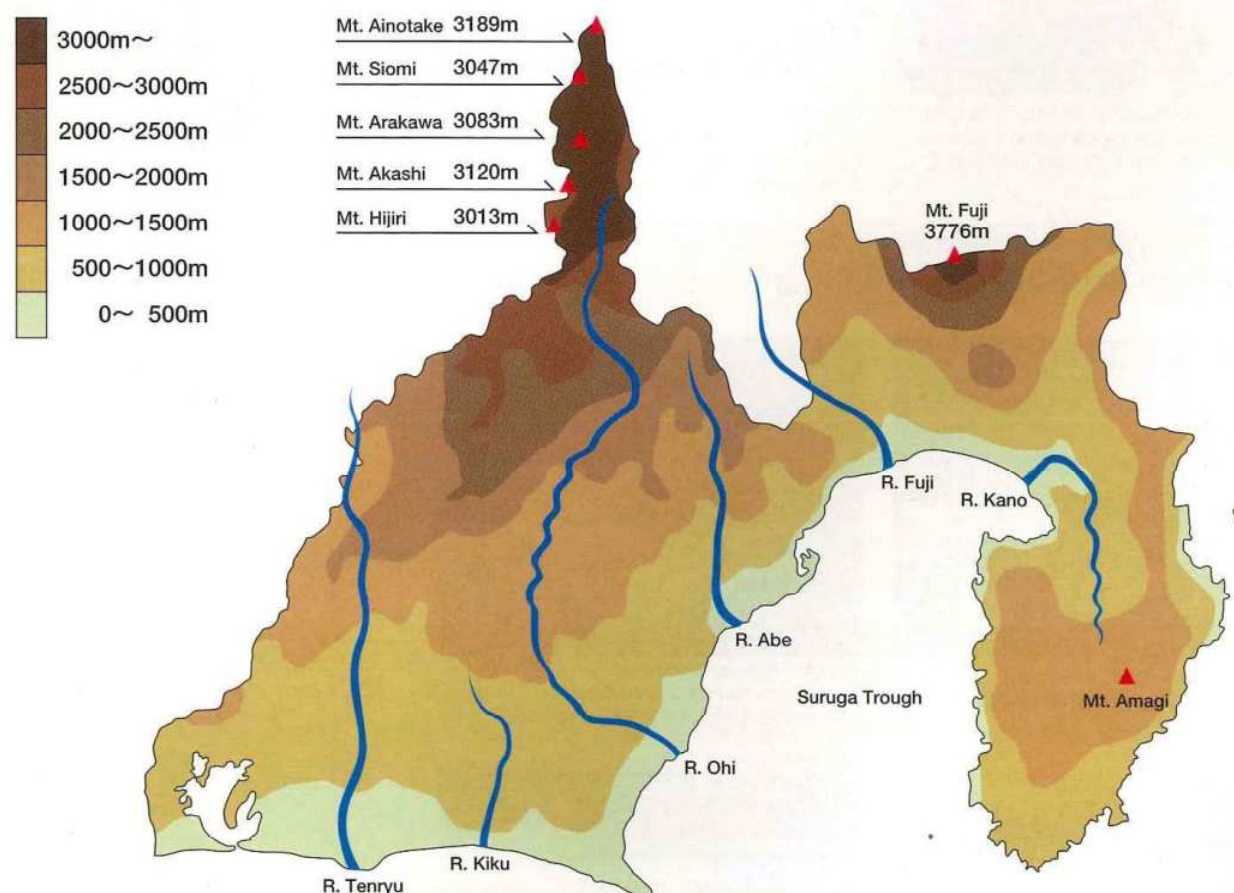 3000m～
2500～3000m
2000～2500m
1500～2000m
1000～1500m
500～1000m
0～ 500m
Mt. Ainotake 3189m
Mt. Siomi 3047m
Mt. Arakawa 3083m
Mt. Akashi 3120m
Mt. Hijiri 3013m
Mt. Fuji
3776m
R. Fuji
R. Kano
R. Abe
Suruga Trough
Mt. Amagi
R. Ohi
R. Kiku
R. Tenryu